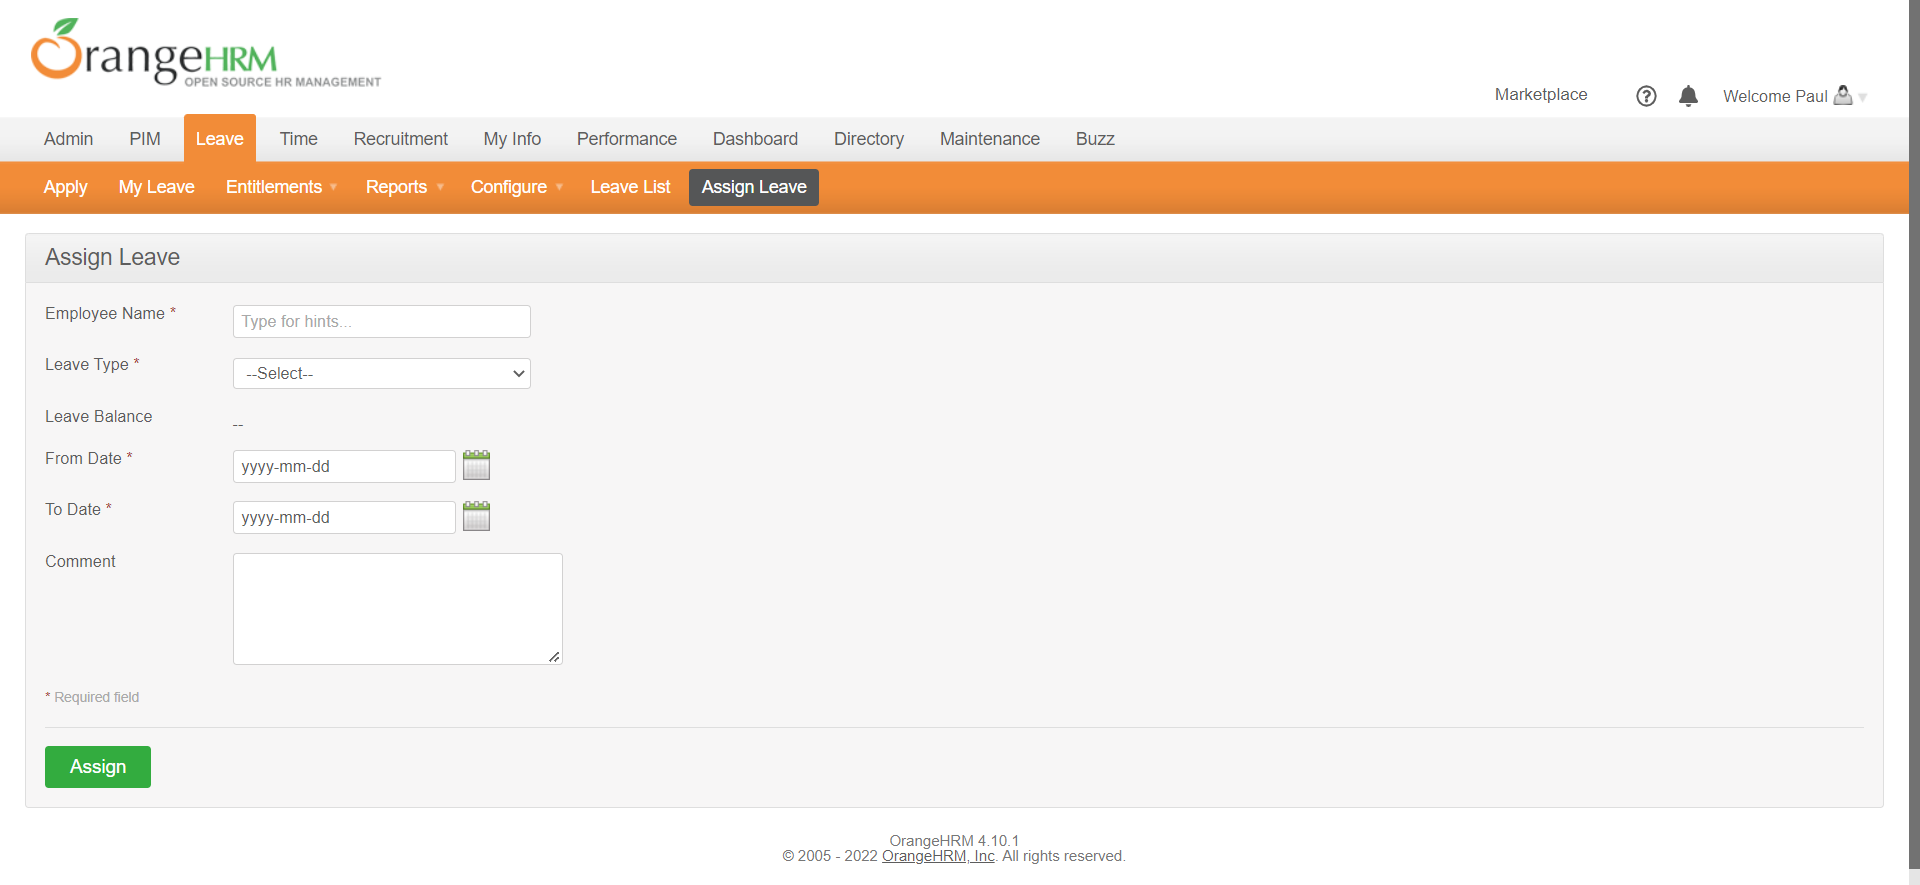 OrangeHRM
OPEN SOURCE HR MANAGEMENT
Marketplace
Welcome Paul
Admin PIM Leave Time Recruitment My Info Performance Dashboard Directory Maintenance Buzz
Apply My Leave Entitlements Reports Configure Leave List Assign Leave
Assign Leave
Employee Name * Type for hints...
Leave Type * --Select--
Leave Balance --
From Date * yyyy-mm-dd
To Date * yyyy-mm-dd
Comment
* Required field
Assign
OrangeHRM 4.10.1
© 2005 - 2022 OrangeHRM, Inc. All rights reserved.